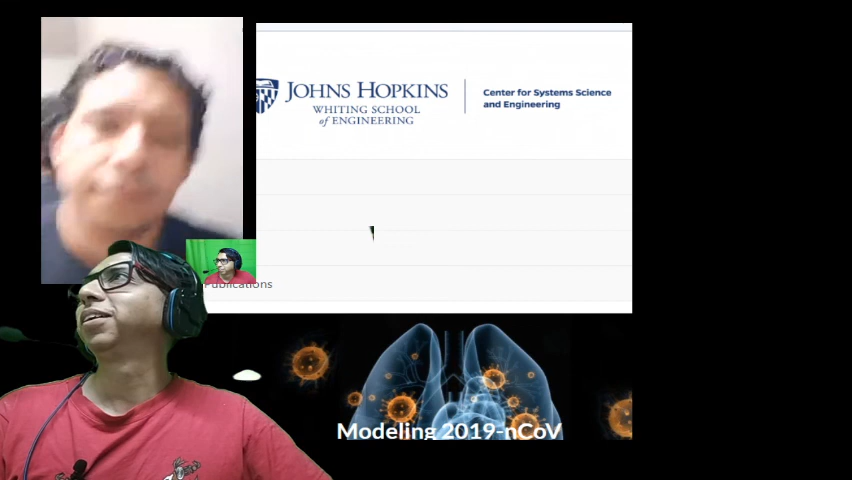 JOHNS HOPKINS
WHITING SCHOOL
of ENGINEERING
Center for Systems Science
and Engineering
Publications
Modeling 2019-nCoV